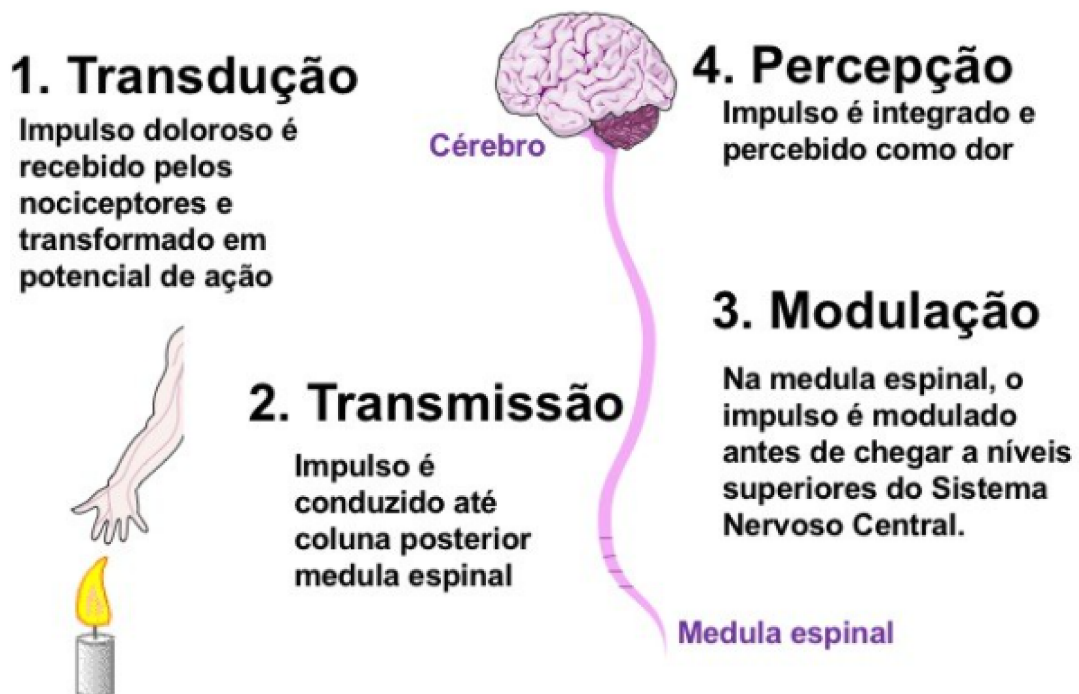 1. Transdução
Impulso doloroso é
recebido pelos
nociceptores e
transformado em
potencial de ação
2. Transmissão
Impulso é
conduzido até
coluna posterior
medula espinal
3. Modulação
Na medula espinal, o
impulso é modulado
antes de chegar a níveis
superiores do Sistema
Nervoso Central.
4. Percepção
Impulso é integrado e
percebido como dor
Cérebro
Medula espinal